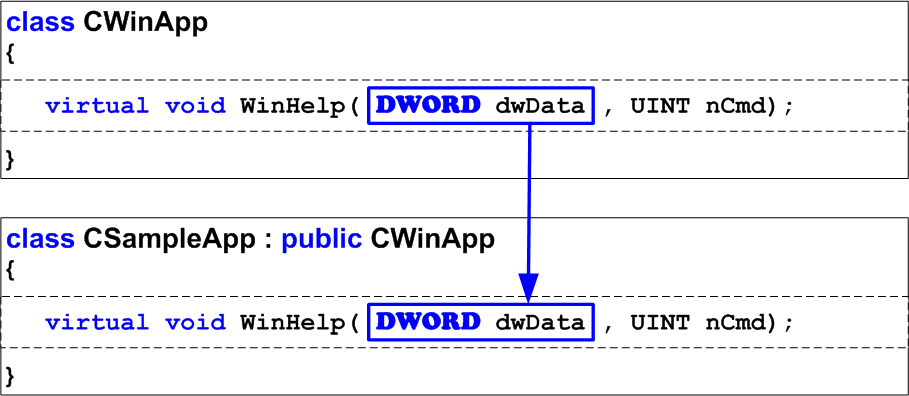 class CWinApp
{
virtual void WinHelp( DWORD dwData , UINT nCmd);
}
class CSampleApp : public CWinApp
{
virtual void WinHelp( DWORD dwData , UINT nCmd);
}